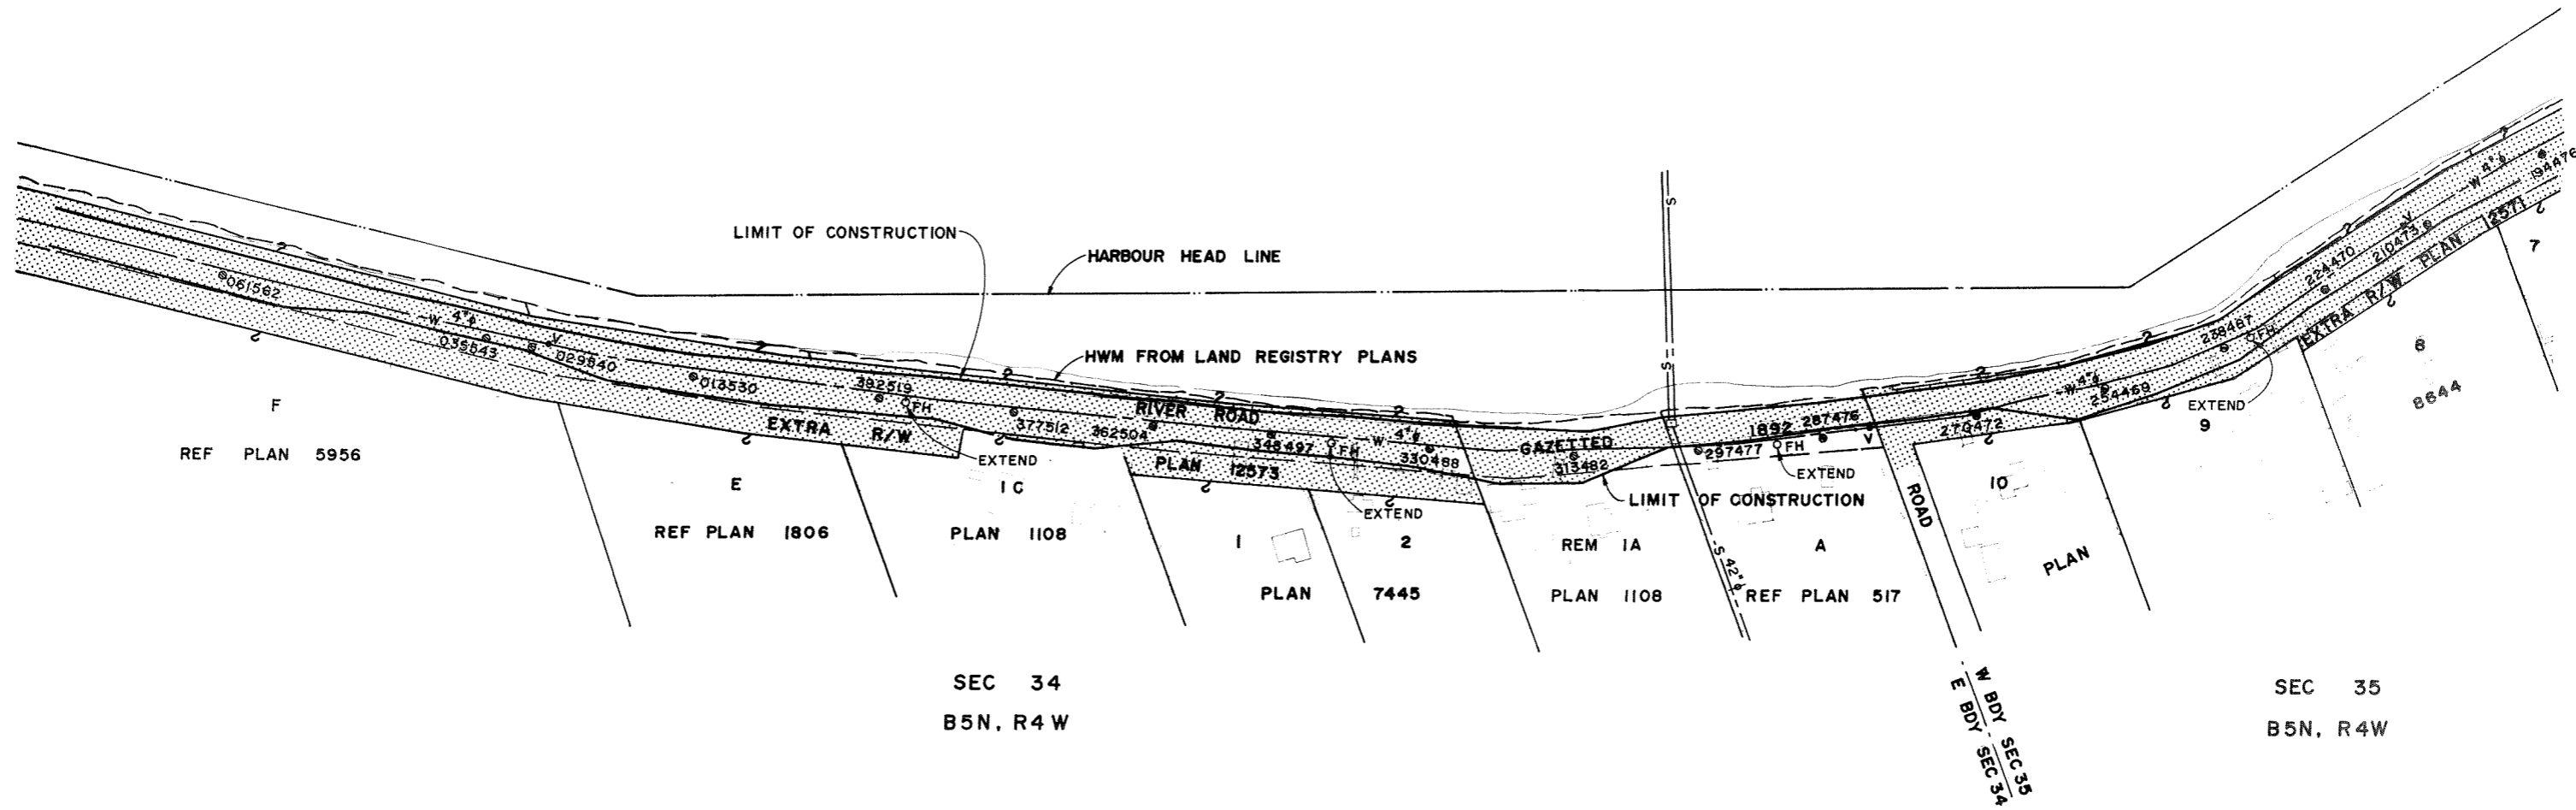 LIMIT OF CONSTRUCTION
HARBOUR HEAD LINE
HWM FROM LAND REGISTRY PLANS
S
S
061562
W 4"φ
035543
V
029540
013530
392519
FH
EXTEND
377512
362504
RIVER ROAD
EXTRA R/W
348497
FH
EXTEND
W 4"φ
330488
PLAN 12573
GAZETTED
313482
1892
287476
297477
FH
EXTEND
V
LIMIT OF CONSTRUCTION
270472
W 4"φ
254469
238467
FH
EXTEND
224470
210473
V
W 4"φ
194476
EXTRA R/W PLAN 12571
F
REF PLAN 5956
E
REF PLAN 1806
1C
PLAN 1108
1
2
PLAN 7445
REM 1A
PLAN 1108
S 42"φ
A
REF PLAN 517
ROAD
10
PLAN
9
8
8644
7
SEC 34
B5N, R4W
W BDY SEC 35
E BDY SEC 34
SEC 35
B5N, R4W